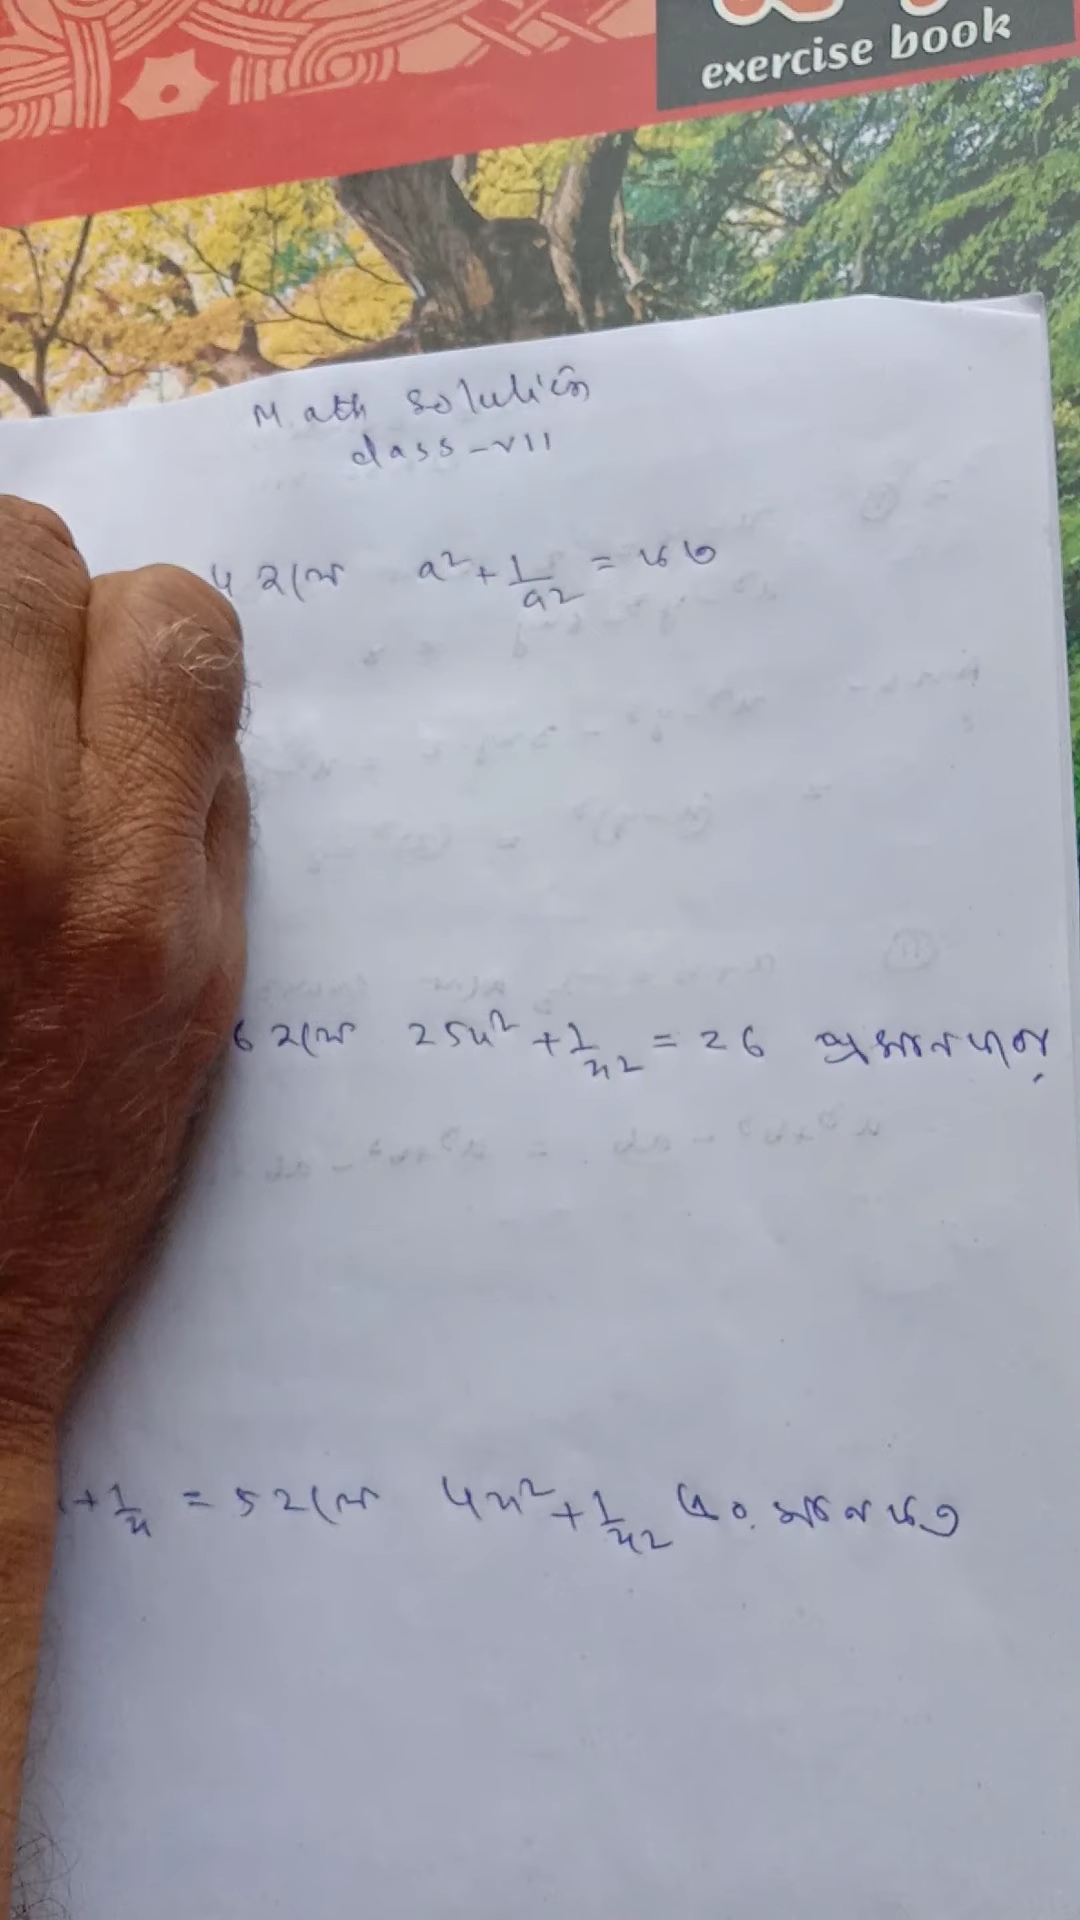 exercise book
Math solution
class-VII
4 হলে a² + 1/a² = কত
6 হলে 25x² + 1/x² = 26 প্রমাণ কর
+ 1/x = 5 হলে 4x² + 1/x² এর মান কত